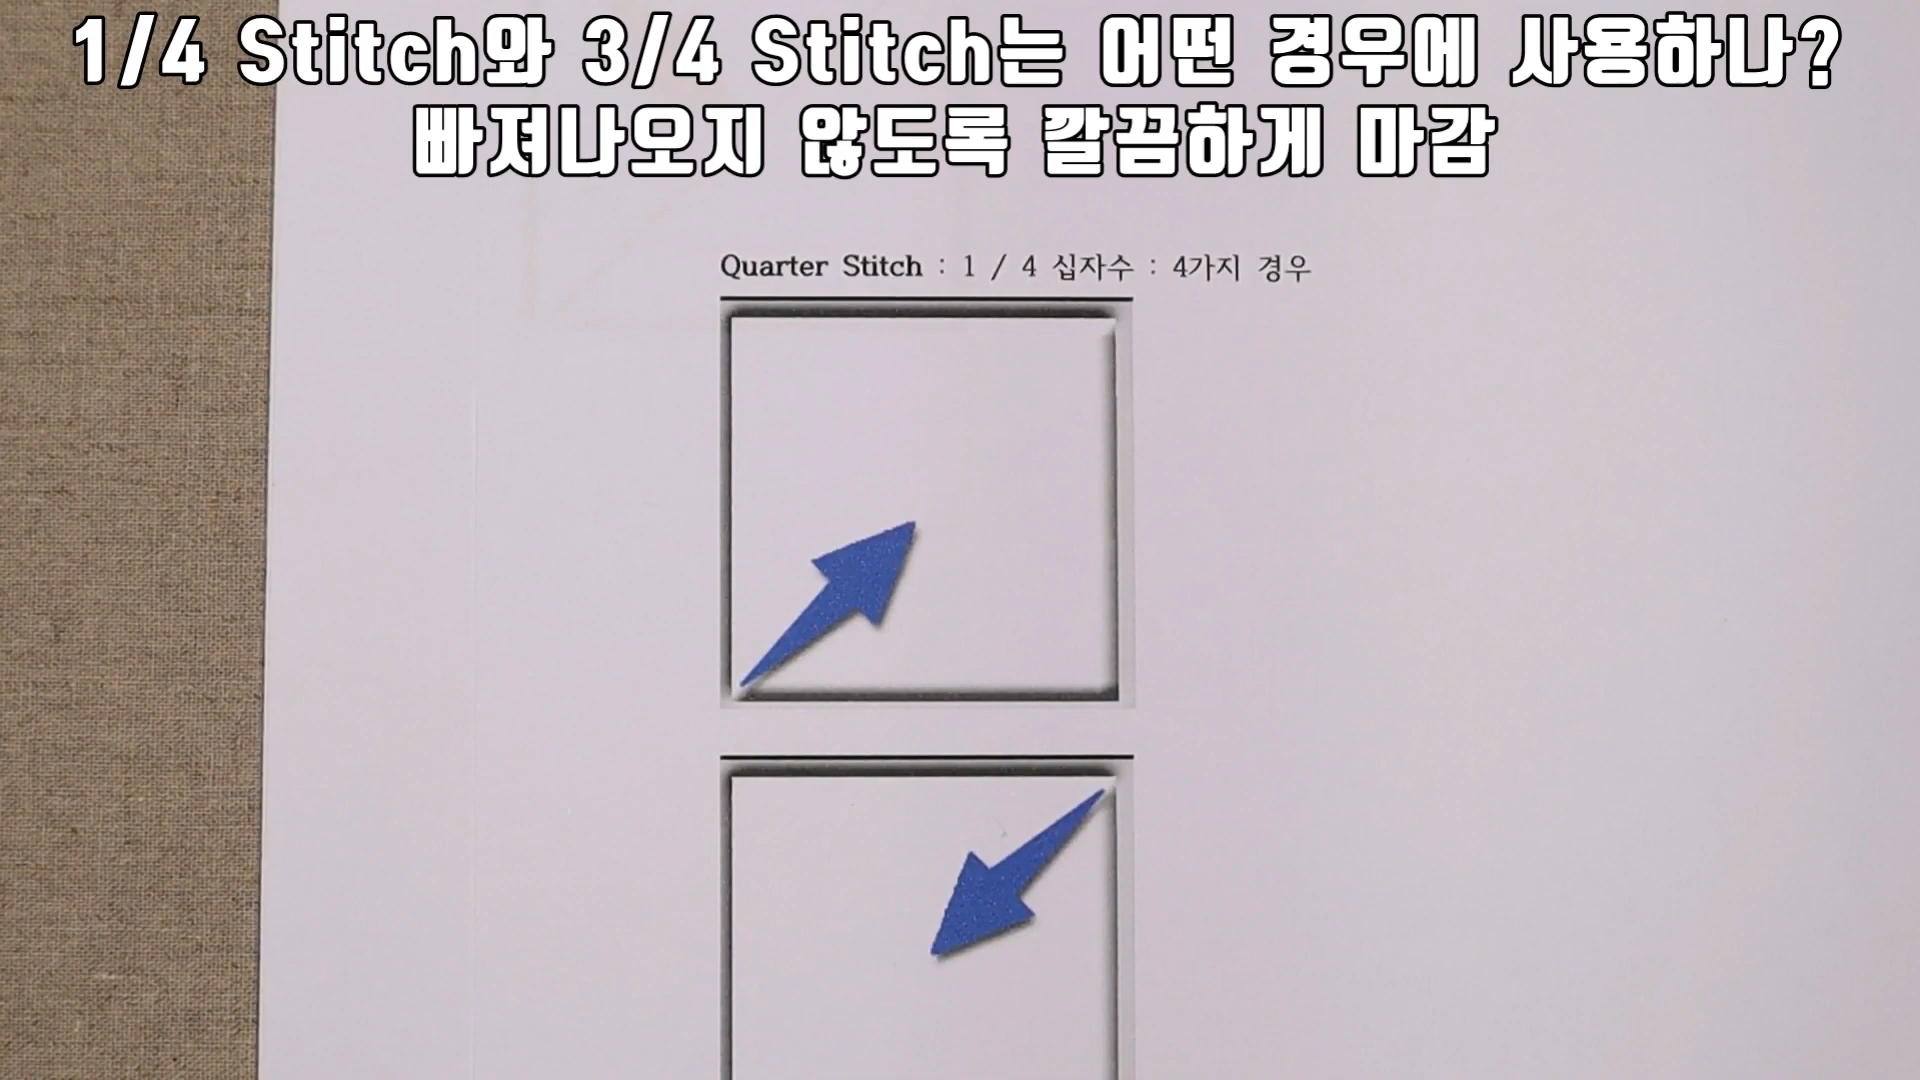 1/4 Stitch와 3/4 Stitch는 어떤 경우에 사용하나?
빠져나오지 않도록 깔끔하게 마감
Quarter Stitch : 1 / 4 십자수 : 4가지 경우